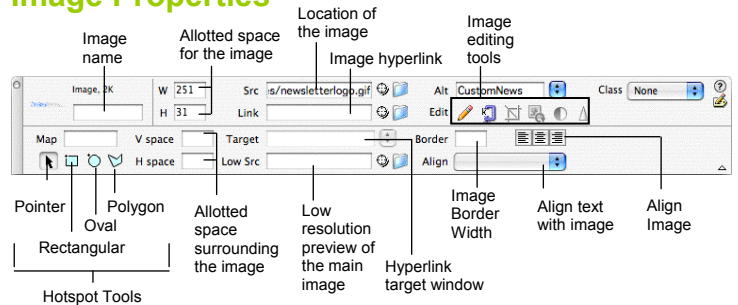 Image Properties
Image
name
Allotted space
for the image
Location of
the image
Image hyperlink
Image
editing
tools
Image, 2K
W 251
Src es/newsletterlogo.gif
Alt CustomNews
Class None
H 31
Link
Edit
Map
V space
Target
Border
H space
Low Src
Align
Pointer
Oval
Polygon
Rectangular
Hotspot Tools
Allotted
space
surrounding
the image
Low
resolution
preview of
the main
image
Hyperlink
target window
Image
Border
Width
Align text
with image
Align
Image